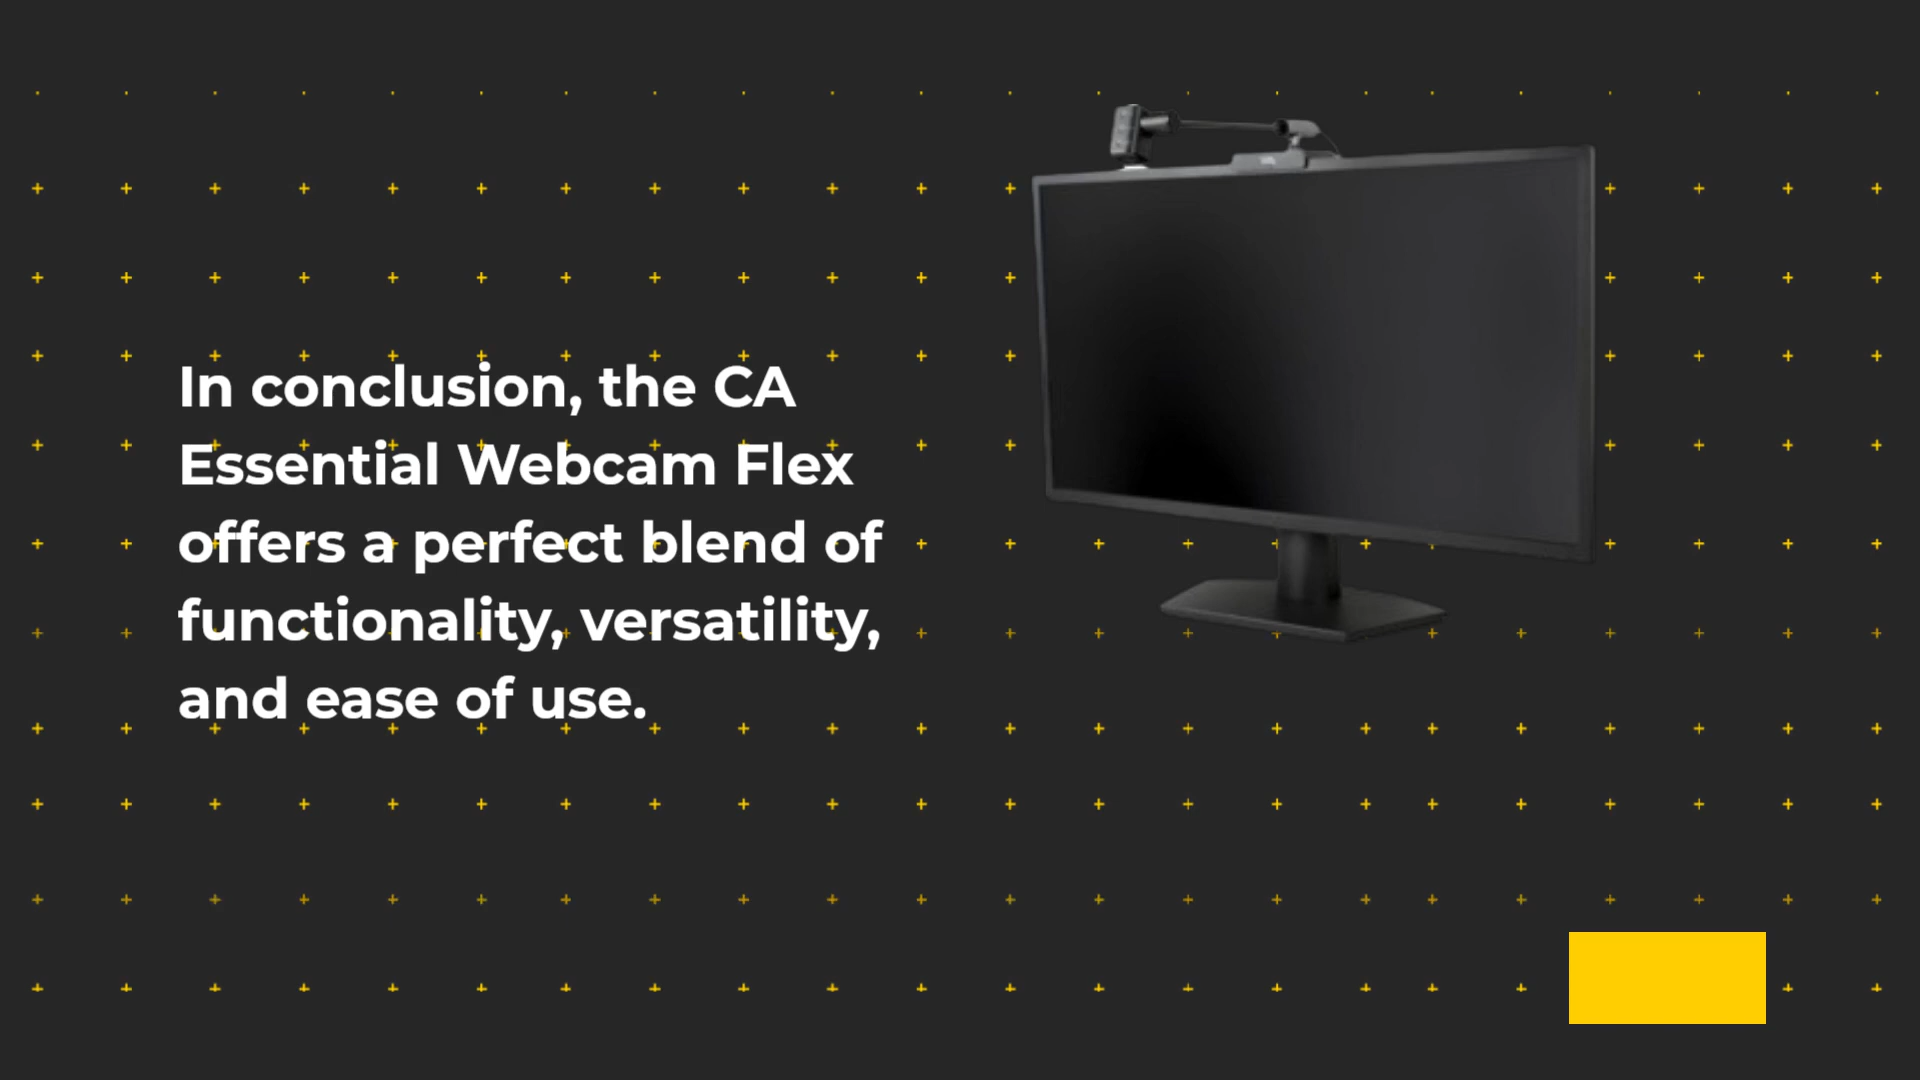 In conclusion, the CA
Essential Webcam Flex
offers a perfect blend of
functionality, versatility,
and ease of use.